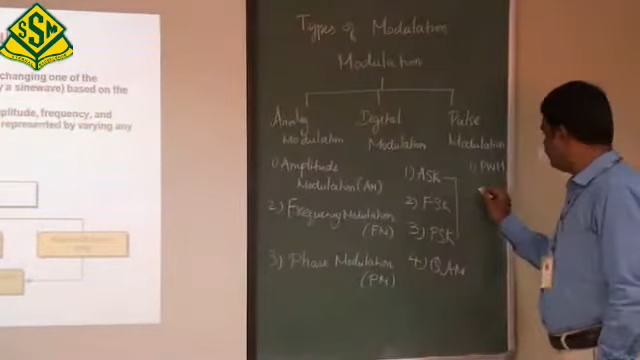 SSM
changing one of the
y a sinewave) based on the
plitude, frequency, and
represented by varying any
Types of Modulation
Modulation
Analog
Modulation
Digital
Modulation
Pulse
Modulation
1) Amplitude
Modulation (AM)
2) Frequency Modulation
(FM)
3) Phase Modulation
(PM)
1) ASK
2) FSK
3) PSK
4) QAM
1) PWM